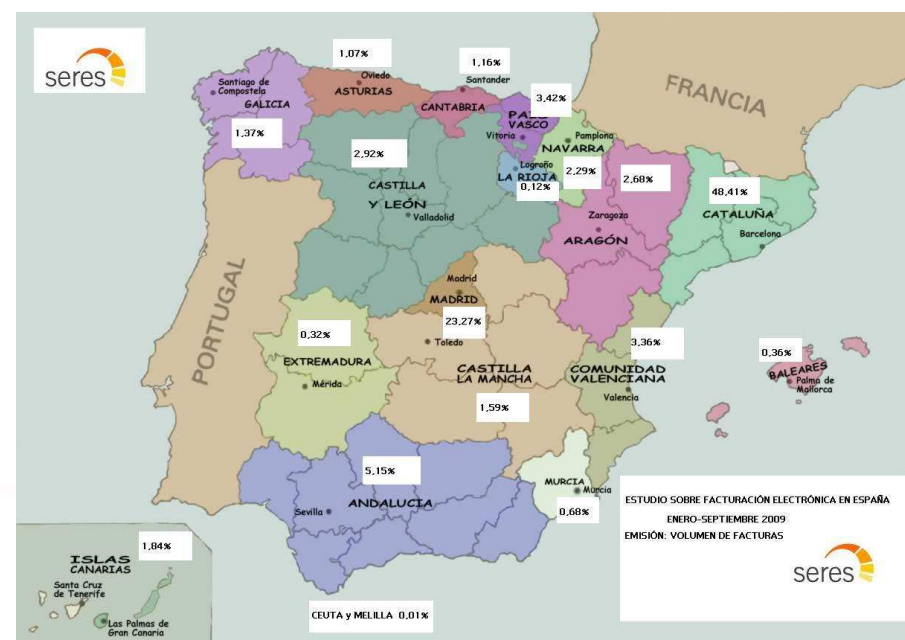 seres
1,07%
Oviedo
ASTURIAS
1,16%
Santander
CANTABRIA
Santiago de
Compostela
GALICIA
1,37%
3,42%
PAIS
VASCO
Vitoria
Pamplona
NAVARRA
2,29%
Logroño
LA RIOJA
0,12%
FRANCIA
2,92%
CASTILLA
Y LEÓN
Valladolid
2,68%
Zaragoza
ARAGÓN
48,41%
CATALUÑA
Barcelona
PORTUGAL
Madrid
MADRID
23,27%
Toledo
0,32%
EXTREMADURA
Mérida
CASTILLA
LA MANCHA
1,59%
3,36%
COMUNIDAD
VALENCIANA
Valencia
0,36%
BALEARES
Palma de
Mallorca
5,15%
ANDALUCIA
Sevilla
MURCIA
Murcia
0,68%
1,84%
ISLAS
CANARIAS
Santa Cruz
de Tenerife
Las Palmas de
Gran Canaria
CEUTA y MELILLA 0,01%
ESTUDIO SOBRE FACTURACIÓN ELECTRÓNICA EN ESPAÑA
ENERO-SEPTIEMBRE 2009
EMISIÓN: VOLUMEN DE FACTURAS
seres